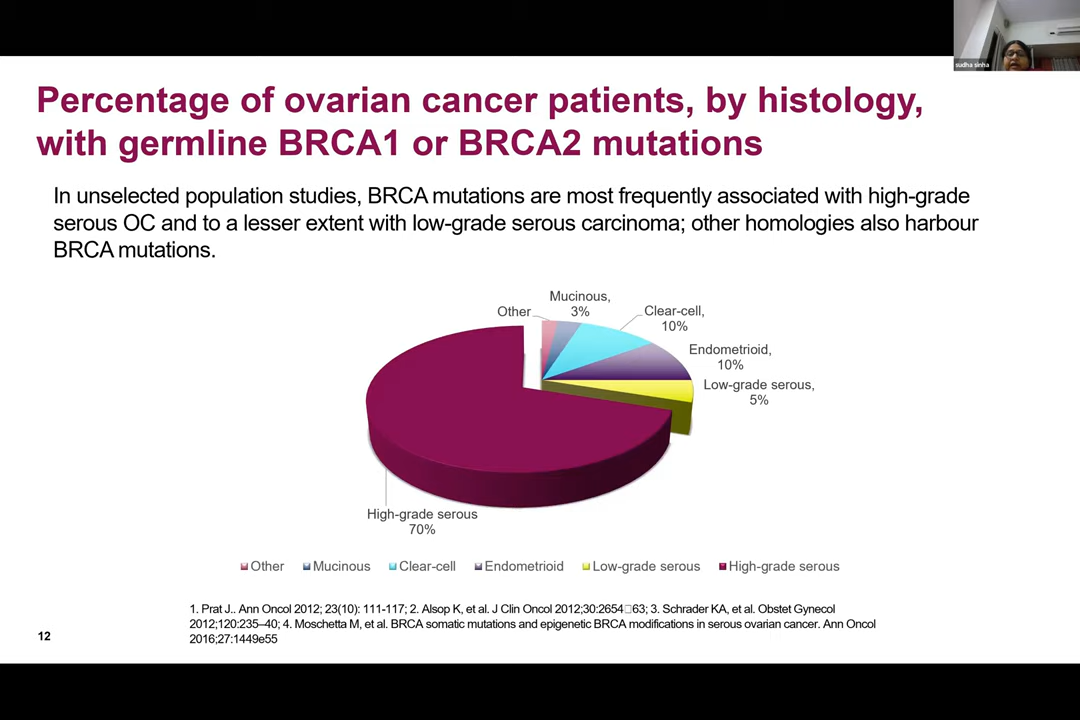 sudha sinha
Percentage of ovarian cancer patients, by histology,
with germline BRCA1 or BRCA2 mutations
In unselected population studies, BRCA mutations are most frequently associated with high-grade
serous OC and to a lesser extent with low-grade serous carcinoma; other homologies also harbour
BRCA mutations.
Mucinous,
3%
Other
Clear-cell,
10%
Endometrioid,
10%
Low-grade serous,
5%
High-grade serous
70%
Other Mucinous Clear-cell Endometrioid Low-grade serous High-grade serous
1. Prat J.. Ann Oncol 2012; 23(10): 111-117; 2. Alsop K, et al. J Clin Oncol 2012;30:2654□63; 3. Schrader KA, et al. Obstet Gynecol
2012;120:235–40; 4. Moschetta M, et al. BRCA somatic mutations and epigenetic BRCA modifications in serous ovarian cancer. Ann Oncol
2016;27:1449e55
12